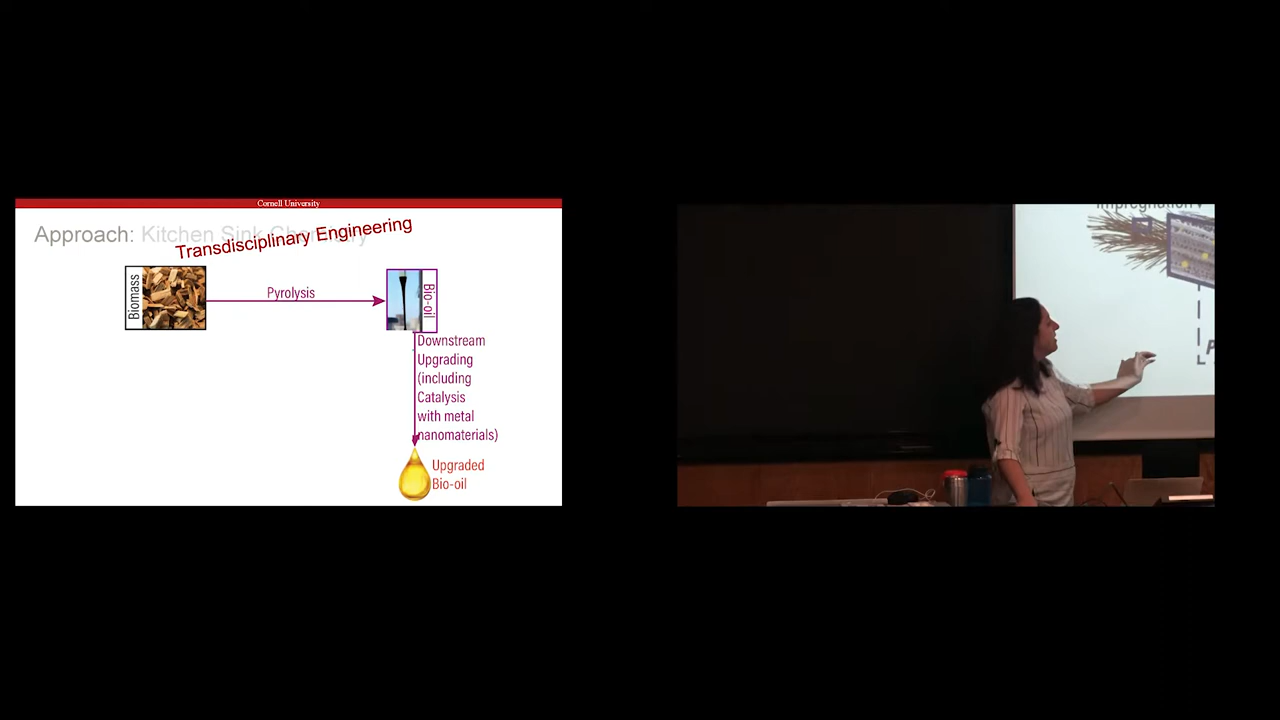 Cornell University
Approach: Kitchen Sink Chemistry
Transdisciplinary Engineering
Biomass
Pyrolysis
Bio-oil
Downstream
Upgrading
(including
Catalysis
with metal
nanomaterials)
Upgraded
Bio-oil